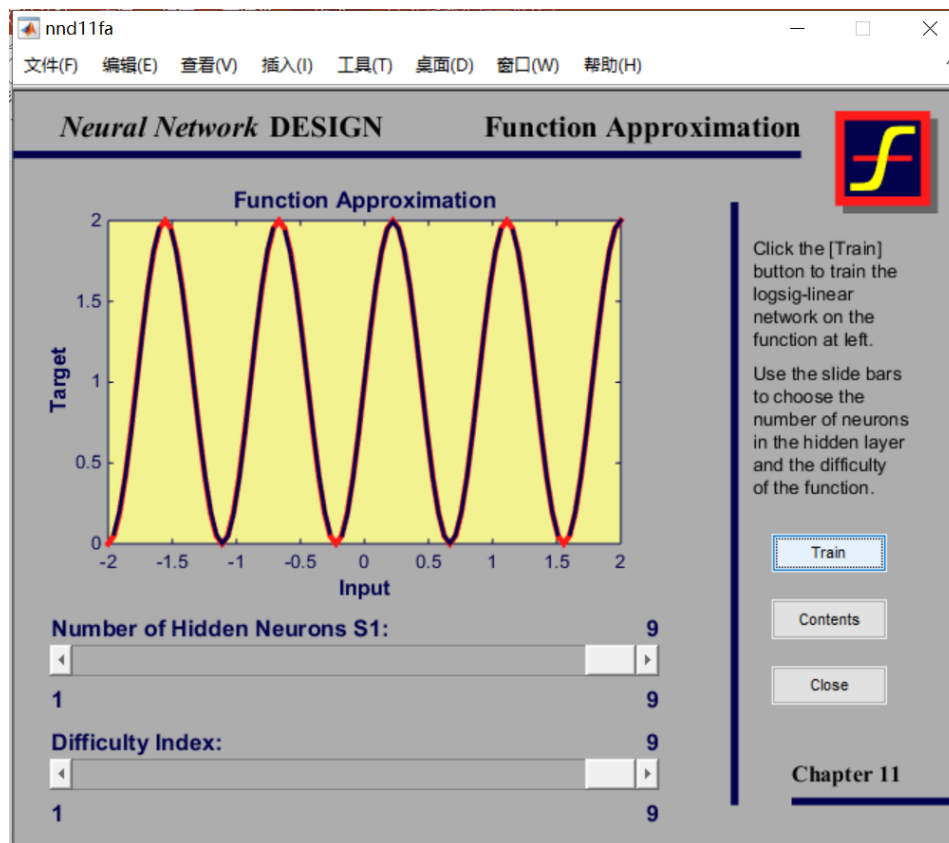 nnd11fa
文件(F) 编辑(E) 查看(V) 插入(I) 工具(T) 桌面(D) 窗口(W) 帮助(H)
Neural Network DESIGN Function Approximation
Function Approximation
2
1.5
1
0.5
0
Target
-2 -1.5 -1 -0.5 0 0.5 1 1.5 2
Input
Click the [Train]
button to train the
logsig-linear
network on the
function at left.
Use the slide bars
to choose the
number of neurons
in the hidden layer
and the difficulty
of the function.
Train
Contents
Close
Number of Hidden Neurons S1: 9
1 9
Difficulty Index: 9
1 9
Chapter 11